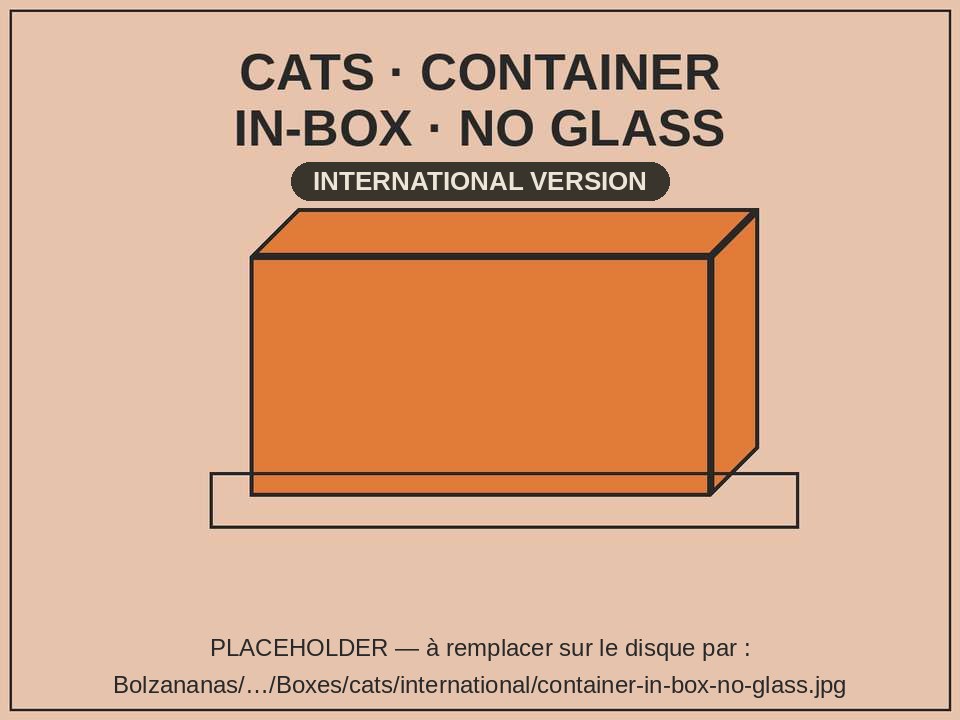 CATS · CONTAINER
IN-BOX · NO GLASS
INTERNATIONAL VERSION
PLACEHOLDER — à remplacer sur le disque par :
Bolzananas/…/Boxes/cats/international/container-in-box-no-glass.jpg